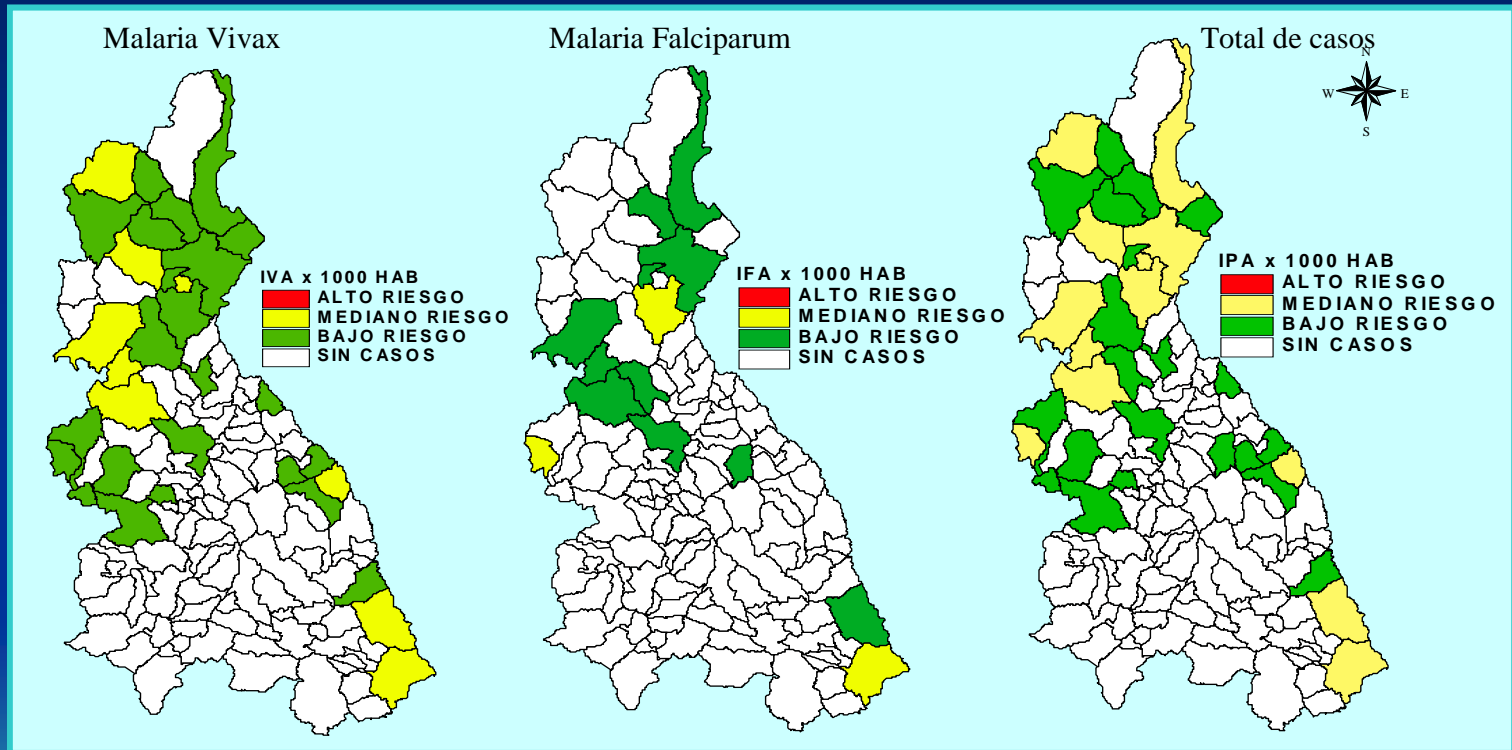 Malaria Vivax
IVA x 1000 HAB
ALTO RIESGO
MEDIANO RIESGO
BAJO RIESGO
SIN CASOS
Malaria Falciparum
IFA x 1000 HAB
ALTO RIESGO
MEDIANO RIESGO
BAJO RIESGO
SIN CASOS
Total de casos
N
W E
S
IPA x 1000 HAB
ALTO RIESGO
MEDIANO RIESGO
BAJO RIESGO
SIN CASOS